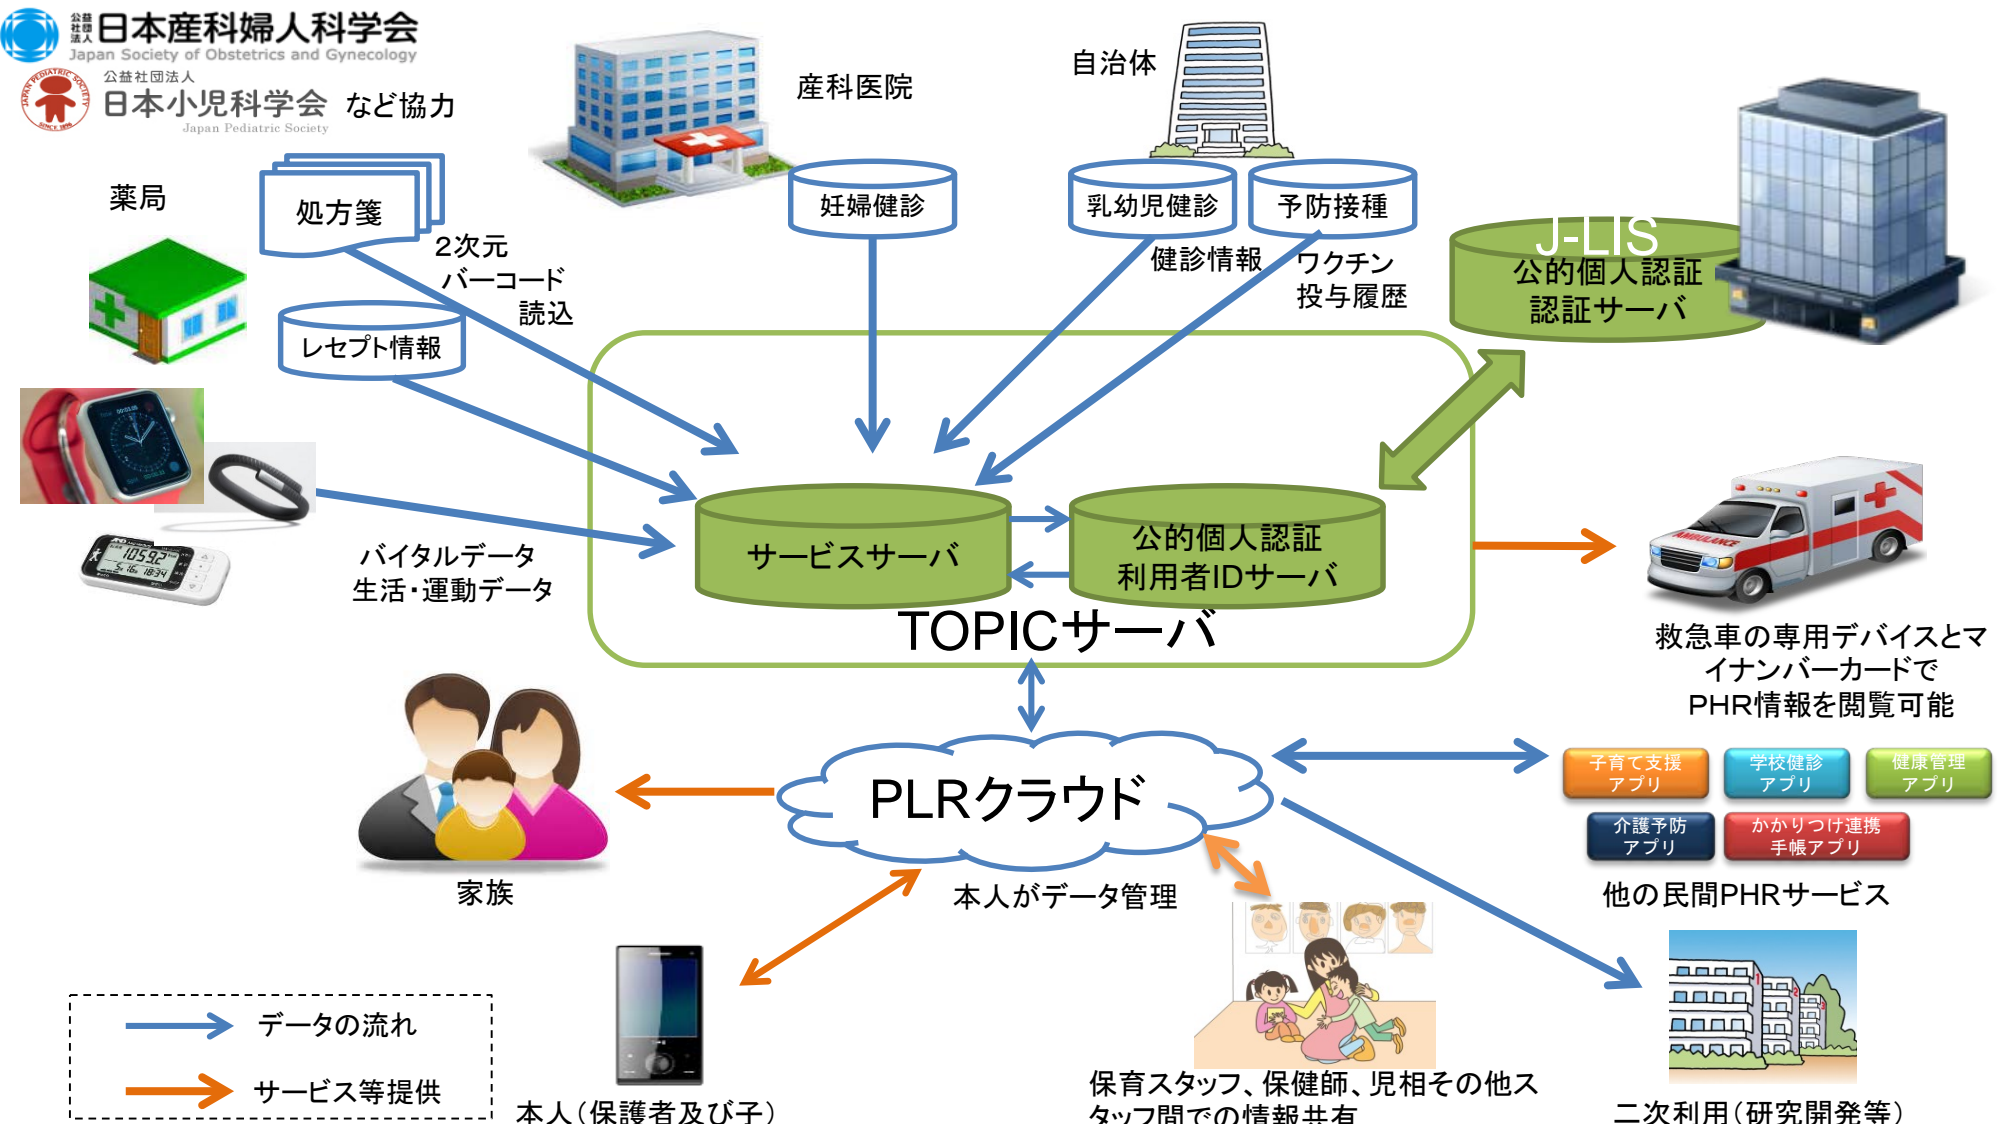 公益社団法人 日本産科婦人科学会
Japan Society of Obstetrics and Gynecology
公益社団法人
日本小児科学会 など協力
Japan Pediatric Society
産科医院
自治体
薬局
処方箋
2次元
バーコード
読込
レセプト情報
妊婦健診
乳幼児健診
予防接種
健診情報
ワクチン
投与履歴
J-LIS
公的個人認証
認証サーバ
サービスサーバ
公的個人認証
利用者IDサーバ
TOPICサーバ
バイタルデータ
生活・運動データ
AMBULANCE
救急車の専用デバイスとマ
イナンバーカードで
PHR情報を閲覧可能
PLRクラウド
本人がデータ管理
家族
子育て支援
アプリ
学校健診
アプリ
健康管理
アプリ
介護予防
アプリ
かかりつけ連携
手帳アプリ
他の民間PHRサービス
データの流れ
サービス等提供
本人(保護者及び子)
保育スタッフ、保健師、児相その他ス
タッフ間での情報共有
二次利用(研究開発等)